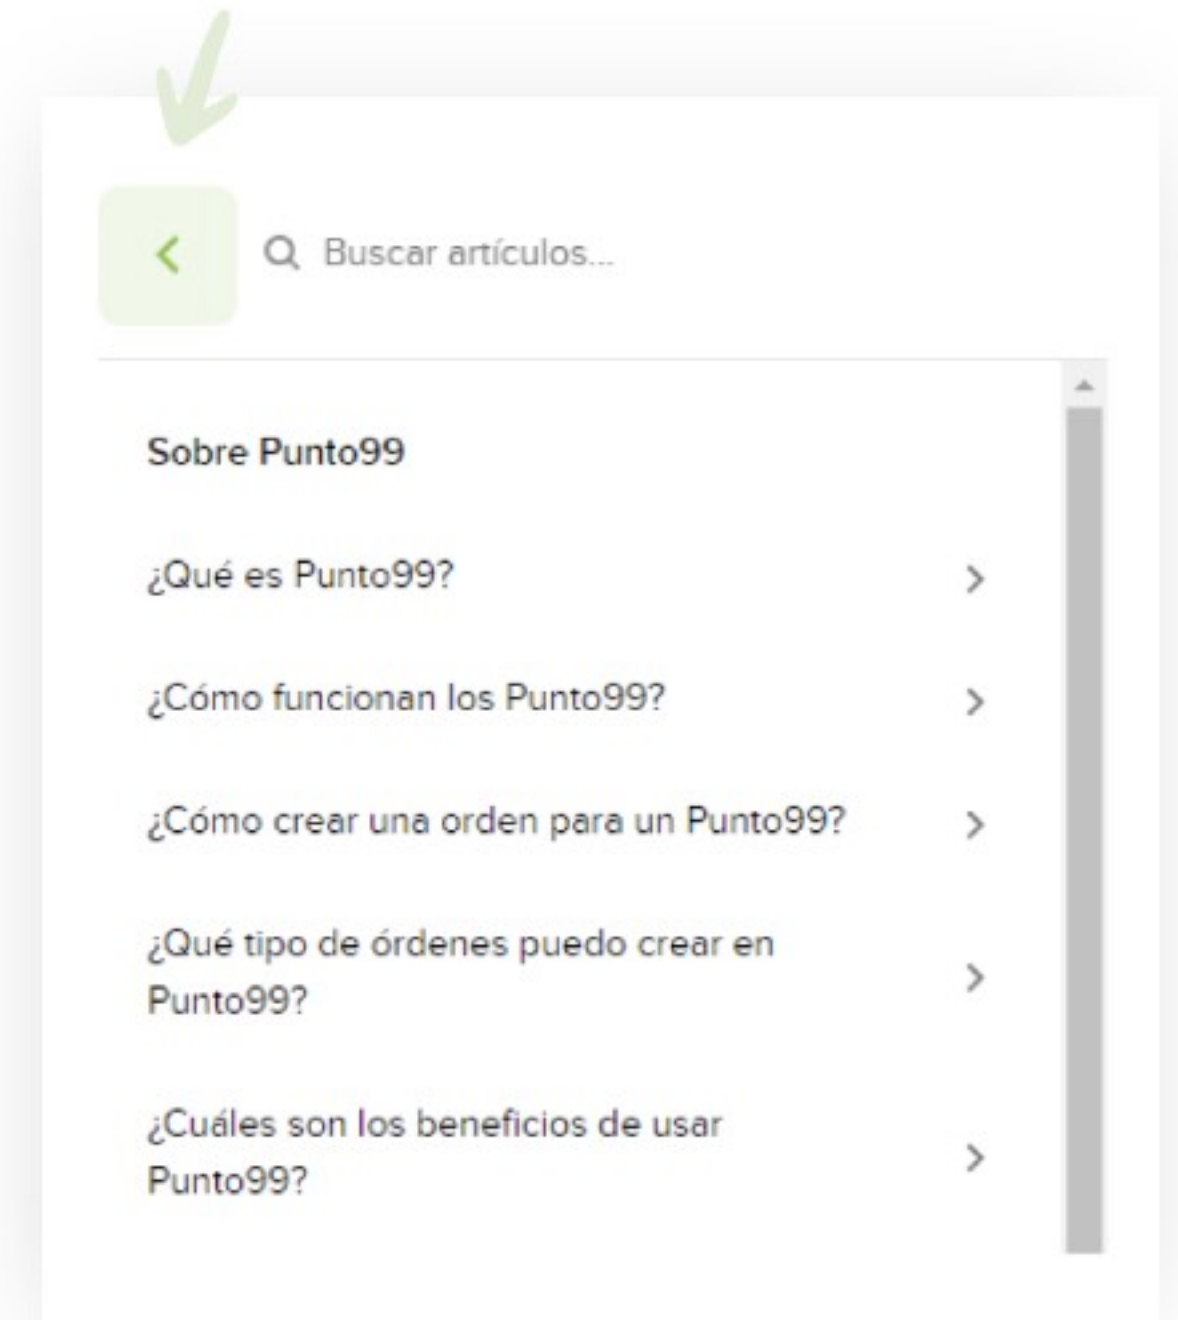 Buscar artículos...
Sobre Punto99
¿Qué es Punto99?
¿Cómo funcionan los Punto99?
¿Cómo crear una orden para un Punto99?
¿Qué tipo de órdenes puedo crear en
Punto99?
¿Cuáles son los beneficios de usar
Punto99?